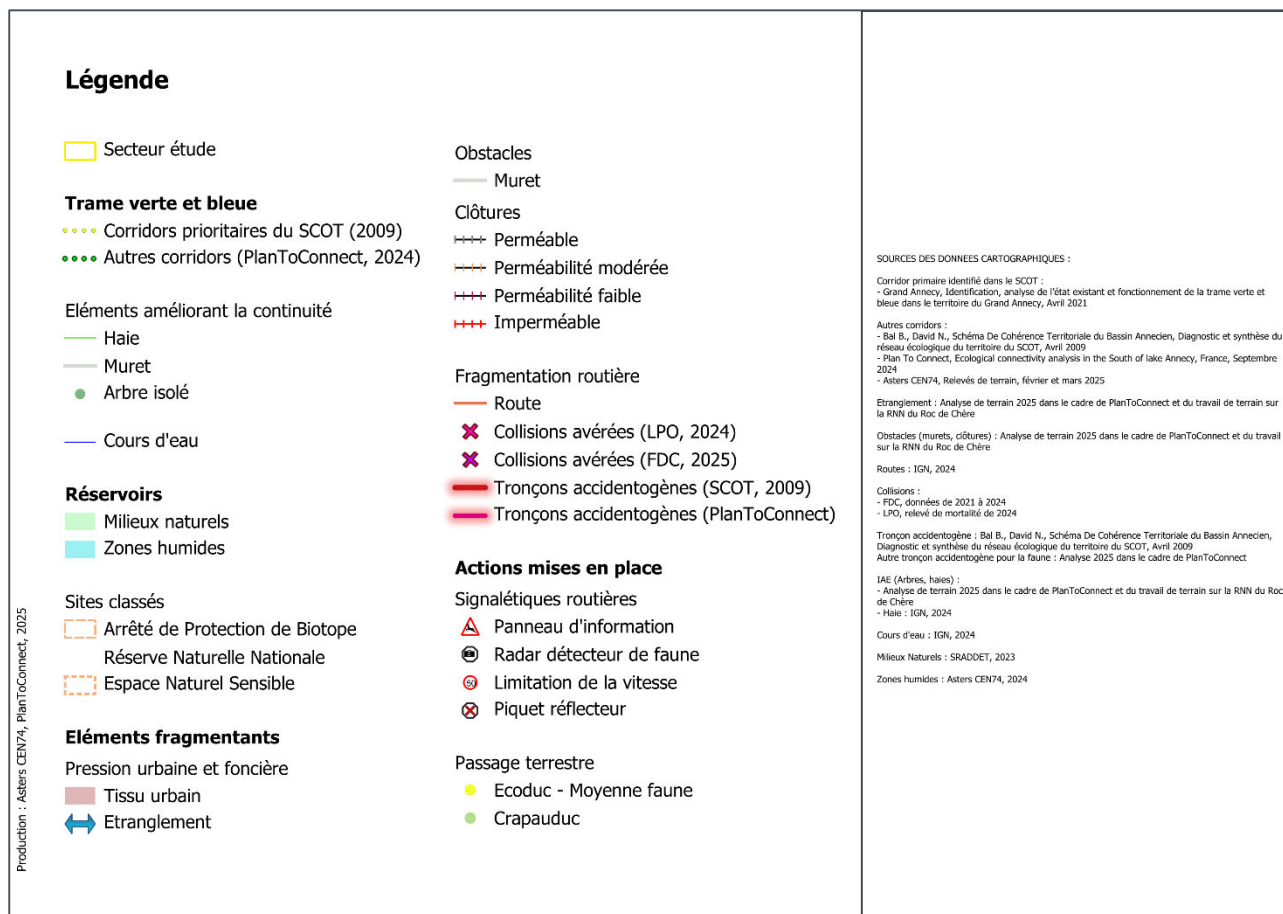 Légende
Secteur étude
Trame verte et bleue
Corridors prioritaires du SCOT (2009)
Autres corridors (PlanToConnect, 2024)
Eléments améliorant la continuité
Haie
Muret
Arbre isolé
Cours d'eau
Réservoirs
Milieux naturels
Zones humides
Sites classés
Arrêté de Protection de Biotope
Réserve Naturelle Nationale
Espace Naturel Sensible
Eléments fragmentants
Pression urbaine et foncière
Tissu urbain
Etranglement
Obstacles
Muret
Clôtures
Perméable
Perméabilité modérée
Perméabilité faible
Imperméable
Fragmentation routière
Route
Collisions avérées (LPO, 2024)
Collisions avérées (FDC, 2025)
Tronçons accidentogènes (SCOT, 2009)
Tronçons accidentogènes (PlanToConnect)
Actions mises en place
Signalétiques routières
Panneau d'information
Radar détecteur de faune
50 Limitation de la vitesse
Piquet réflecteur
Passage terrestre
Ecoduc - Moyenne faune
Crapauduc
Production : Asters CEN74, PlanToConnect, 2025
SOURCES DES DONNEES CARTOGRAPHIQUES :
Corridor primaire identifié dans le SCOT :
- Grand Annecy, Identification, analyse de l'état existant et fonctionnement de la trame verte et
bleue dans le territoire du Grand Annecy, Avril 2021
Autres corridors :
- Bal B., David N., Schéma De Cohérence Territoriale du Bassin Annecien, Diagnostic et synthèse du
réseau écologique du territoire du SCOT, Avril 2009
- Plan To Connect, Ecological connectivity analysis in the South of lake Annecy, France, Septembre
2024
- Asters CEN74, Relevés de terrain, février et mars 2025
Etranglement : Analyse de terrain 2025 dans le cadre de PlanToConnect et du travail de terrain sur
la RNN du Roc de Chère
Obstacles (murets, clôtures) : Analyse de terrain 2025 dans le cadre de PlanToConnect et du travail
sur la RNN du Roc de Chère
Routes : IGN, 2024
Collisions :
- FDC, données de 2021 à 2024
- LPO, relevé de mortalité de 2024
Tronçon accidentogène : Bal B., David N., Schéma De Cohérence Territoriale du Bassin Annecien,
Diagnostic et synthèse du réseau écologique du territoire du SCOT, Avril 2009
Autre tronçon accidentogène pour la faune : Analyse 2025 dans le cadre de PlanToConnect
IAE (Arbres, haies) :
- Analyse de terrain 2025 dans le cadre de PlanToConnect et du travail de terrain sur la RNN du Roc
de Chère
- Haie : IGN, 2024
Cours d'eau : IGN, 2024
Milieux Naturels : SRADDET, 2023
Zones humides : Asters CEN74, 2024